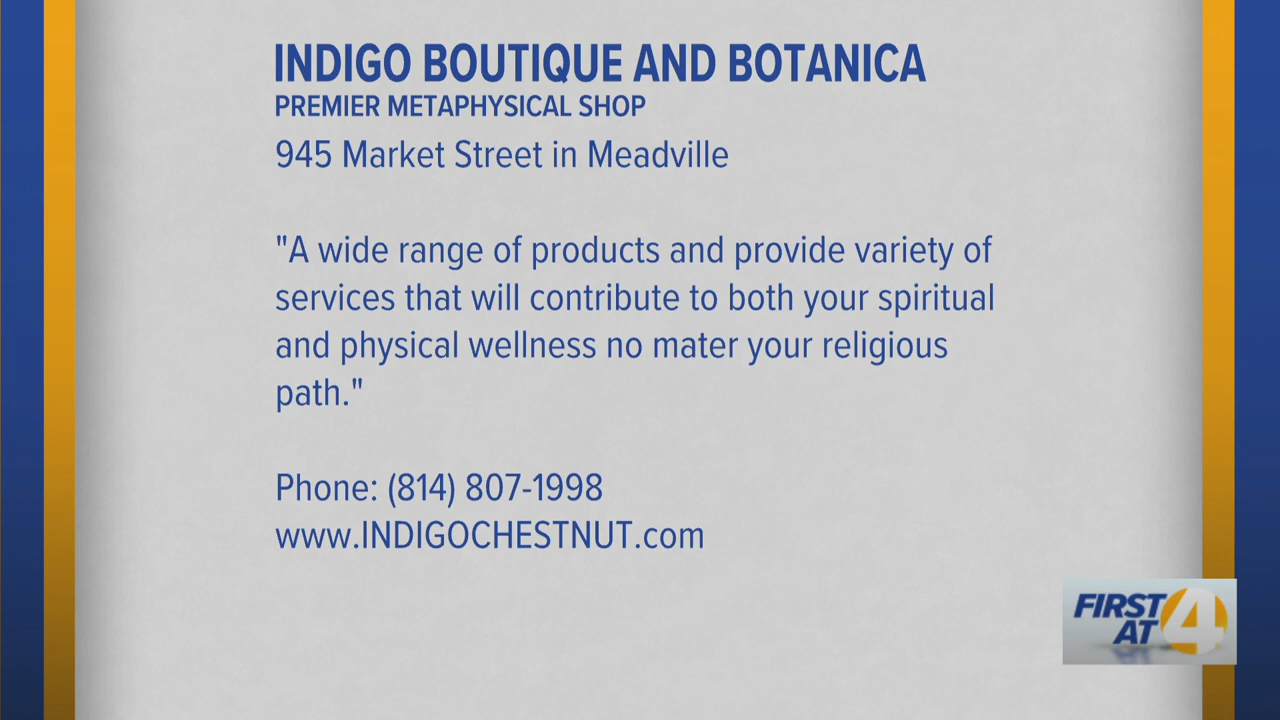 INDIGO BOUTIQUE AND BOTANICA
PREMIER METAPHYSICAL SHOP
945 Market Street in Meadville
"A wide range of products and provide variety of
services that will contribute to both your spiritual
and physical wellness no mater your religious
path."
Phone: (814) 807-1998
www.INDIGOCHESTNUT.com
FIRST
AT 4